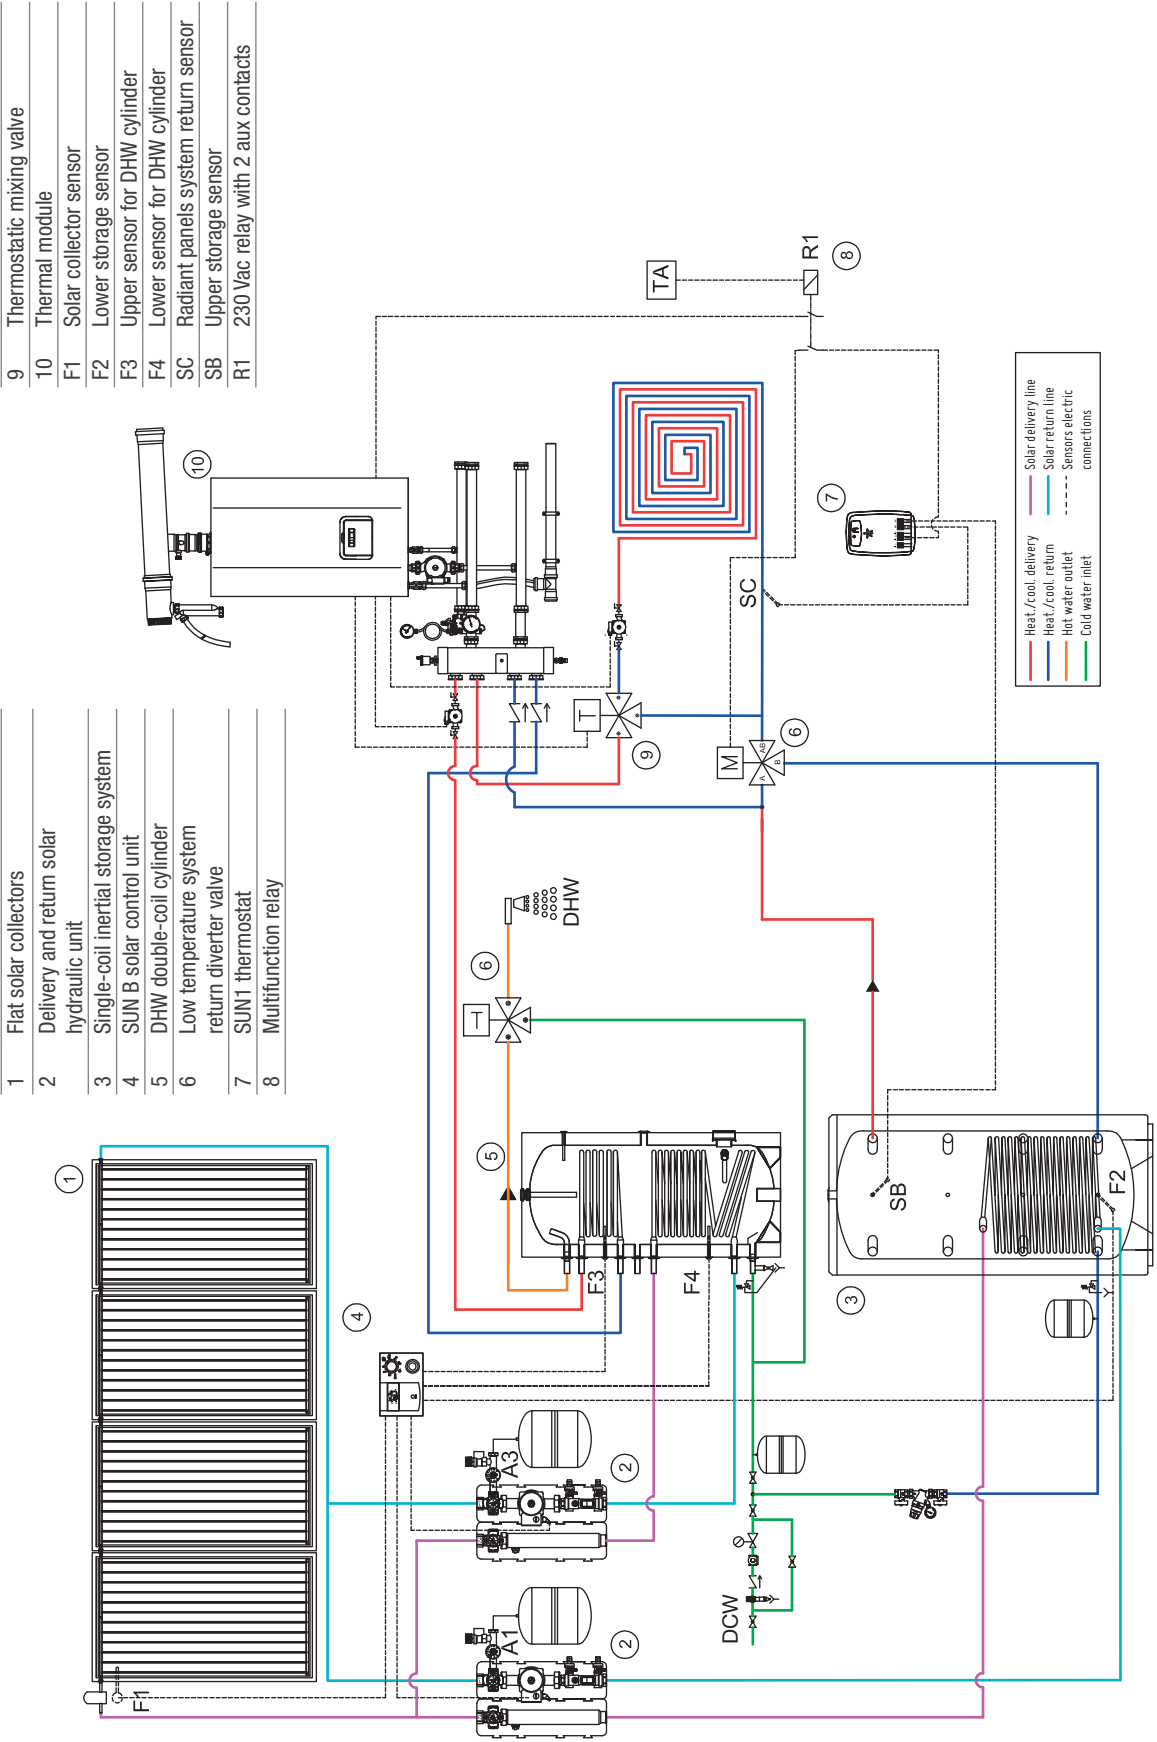 1 Flat solar collectors
2 Delivery and return solar
hydraulic unit
3 Single-coil inertial storage system
4 SUN B solar control unit
5 DHW double-coil cylinder
6 Low temperature system
return diverter valve
7 SUN1 thermostat
8 Multifunction relay
9 Thermostatic mixing valve
10 Thermal module
F1 Solar collector sensor
F2 Lower storage sensor
F3 Upper sensor for DHW cylinder
F4 Lower sensor for DHW cylinder
SC Radiant panels system return sensor
SB Upper storage sensor
R1 230 Vac relay with 2 aux contacts
1
4
5
6
10
F1
A1
A3
2
2
F3
F4
T
DHW
T
9
M
A
AB
B
6
SC
TA
R1
8
7
DCW
3
SB
F2
Heat./cool. delivery
Heat./cool. return
Hot water outlet
Cold water inlet
Solar delivery line
Solar return line
Sensors electric
connections